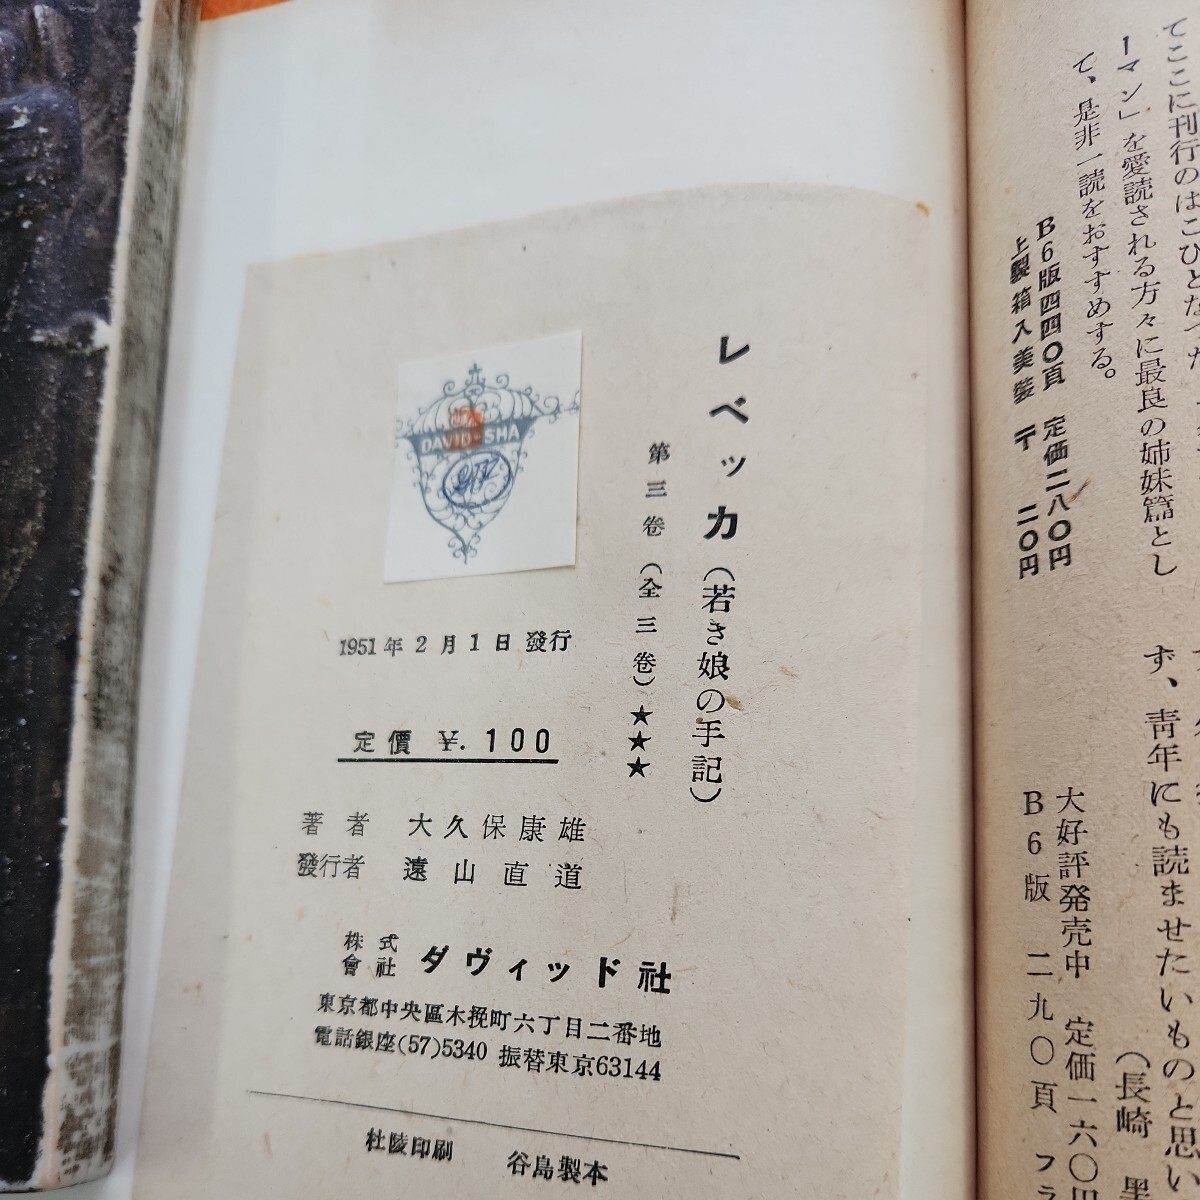 てここに刊行のはこびとなつた
ーマン」を愛読される方々に最良の姉妹篇とし
て、是非一読をおすすめする。
B6版四四〇頁 定価二八〇円
上製箱入美装 〒 二〇円
ず、青年にも読ませたいものと思い
(長崎 黒
大好評発売中 定価一六〇円
B6版 二九〇頁 フラ
レベッカ(若き娘の手記)
第三巻(全三巻)★★★
DAVID-SHA
1951年2月1日發行
定價 ¥.100
著者 大久保康雄
發行者 遠山直道
株式會社 ダヴィッド社
東京都中央區木挽町六丁目二番地
電話銀座(57)5340 振替東京63144
杜陵印刷 谷島製本